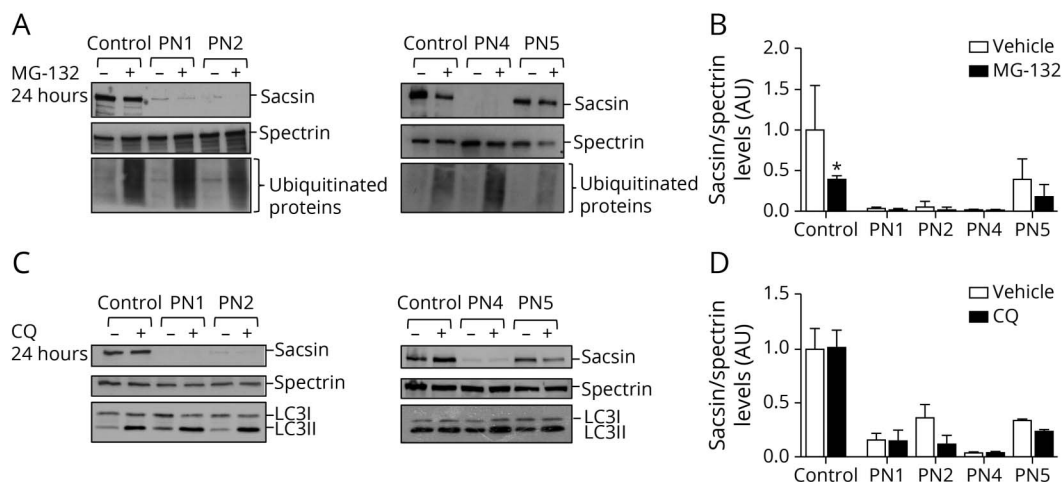 A
Control PN1 PN2
MG-132 – + – + – +
24 hours
Sacsin
Spectrin
Ubiquitinated
proteins
Control PN4 PN5
– + – + – +
Sacsin
Spectrin
Ubiquitinated
proteins
B
Sacsin/spectrin
levels (AU)
2.0
1.5
1.0
0.5
0.0
Vehicle
MG-132
*
Control PN1 PN2 PN4 PN5
C
Control PN1 PN2
CQ – + – + – +
24 hours
Sacsin
Spectrin
LC3I
LC3II
Control PN4 PN5
– + – + – +
Sacsin
Spectrin
LC3I
LC3II
D
Sacsin/spectrin
levels (AU)
1.5
1.0
0.5
0.0
Vehicle
CQ
Control PN1 PN2 PN4 PN5